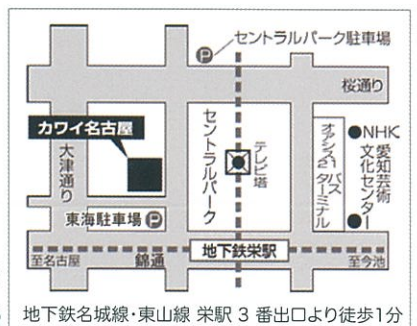 セントラルパーク駐車場
桜通り
カワイ名古屋
大津通り
セントラルパーク
テレビ塔
オアシス21
バスターミナル
NHK
愛知芸術
文化センター
東海駐車場 P
地下鉄栄駅
至名古屋
錦通
至今池
地下鉄名城線・東山線 栄駅 3 番出口より徒歩1分